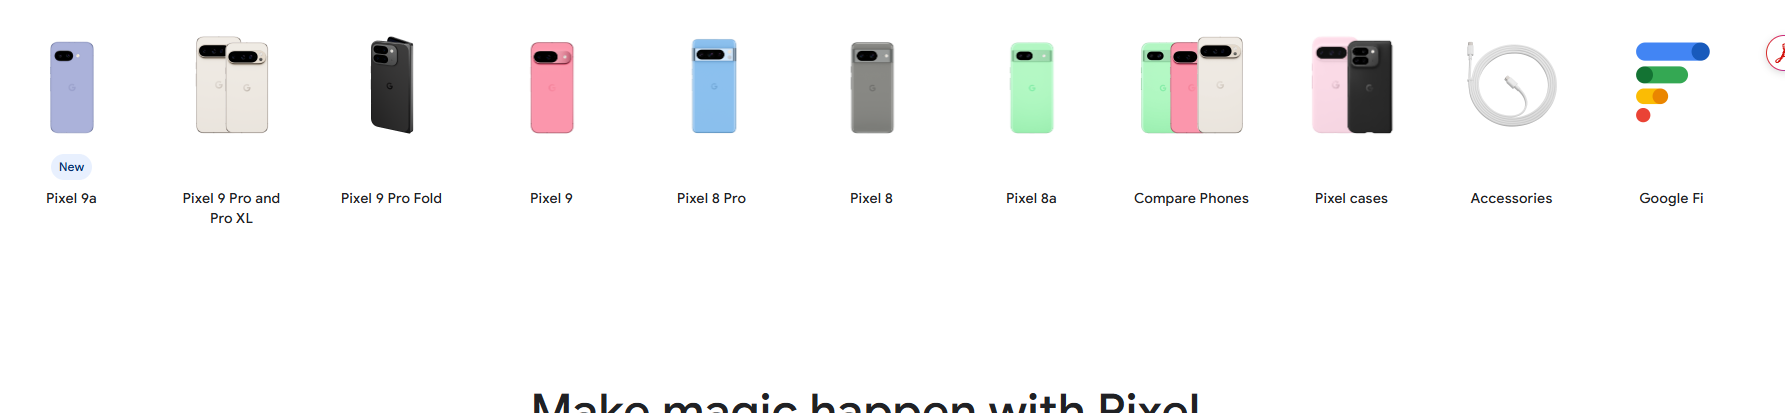 New
Pixel 9a
Pixel 9 Pro and
Pro XL
Pixel 9 Pro Fold
Pixel 9
Pixel 8 Pro
Pixel 8
Pixel 8a
Compare Phones
Pixel cases
Accessories
Google Fi
Make magic happen with Pixel